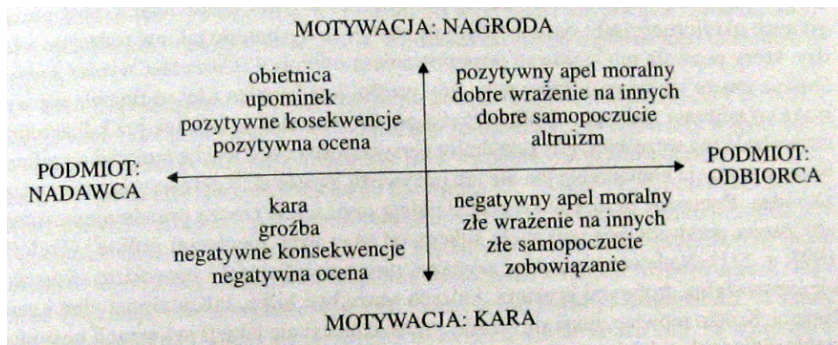 MOTYWACJA: NAGRODA
obietnica
upominek
pozytywne kosekwencje
pozytywna ocena
pozytywny apel moralny
dobre wrażenie na innych
dobre samopoczucie
altruizm
PODMIOT:
NADAWCA
PODMIOT:
ODBIORCA
kara
groźba
negatywne konsekwencje
negatywna ocena
negatywny apel moralny
złe wrażenie na innych
złe samopoczucie
zobowiązanie
MOTYWACJA: KARA